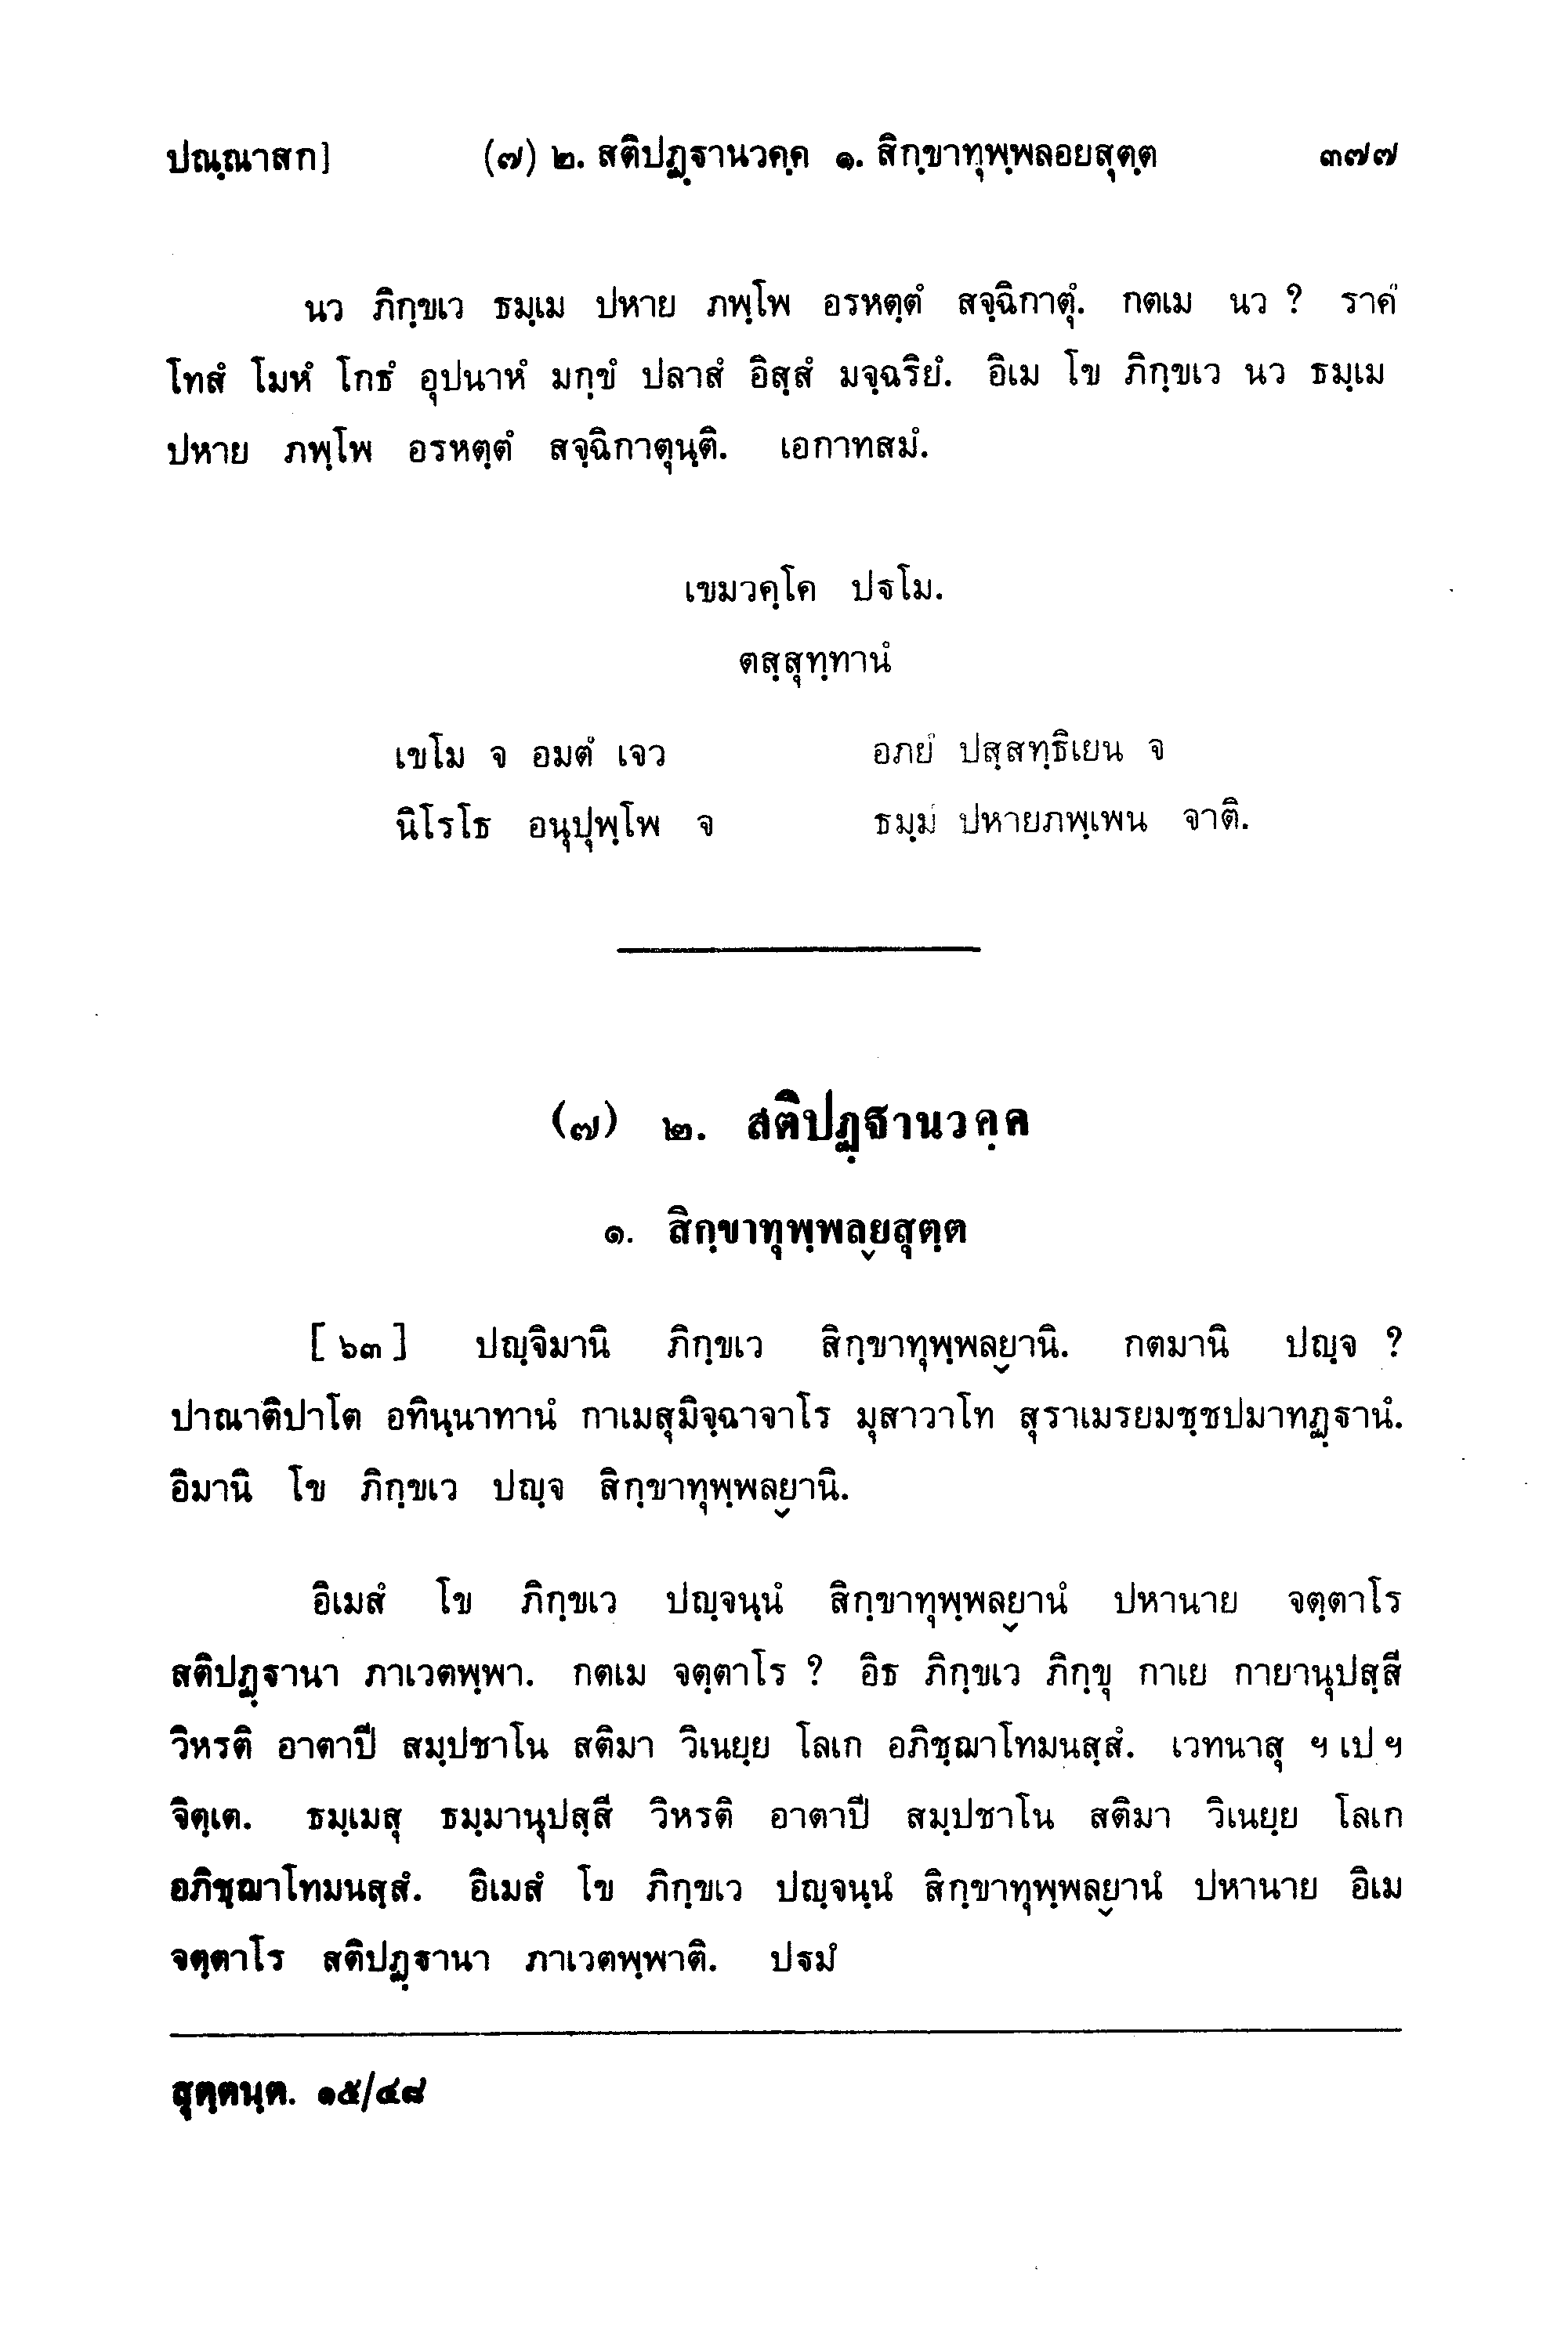 ปณฺณาสก]	(๗) ๒. สติปฏฺฐานวคฺค ๑. สิกฺขาทุพฺพลอยสุตฺต	๓๗๗
นว ภิกฺขเว ธมฺเม ปหาย ภพฺโพ อรหตฺตํ สจฺฉิกาตุํ. กตเม นว ? ราคํ
โทสํ โมหํ โกธํ อุปนาหํ มกฺขํ ปลาสํ อิสฺสํ มจฺฉริยํ. อิเม โข ภิกฺขเว นว ธมฺเม
ปหาย ภพฺโพ อรหตฺตํ สจฺฉิกาตุนฺติ. เอกาทสมํ.
เขมวคฺโค ปฐโม.
ตสฺสุทฺทานํ
เขโม จ อมตํ เจว	อภยํ ปสฺสทฺธิเยน จ
นิโรโธ อนุปุพฺโพ จ	ธมฺมํ ปหายภพฺเพน จาติ.
(๗) ๒. สติปฏฺฐานวคฺค
๑. สิกฺขาทุพฺพลฺยสุตฺต
[๖๓] ปญฺจิมานิ ภิกฺขเว สิกฺขาทุพฺพลฺยานิ. กตมานิ ปญฺจ ?
ปาณาติปาโต อทินฺนาทานํ กาเมสุมิจฺฉาจาโร มุสาวาโท สุราเมรยมชฺชปมาทฏฺฐานํ.
อิมานิ โข ภิกฺขเว ปญฺจ สิกฺขาทุพฺพลฺยานิ.
อิเมสํ โข ภิกฺขเว ปญฺจนฺนํ สิกฺขาทุพฺพลฺยานํ ปหานาย จตฺตาโร
สติปฏฺฐานา ภาเวตพฺพา. กตเม จตฺตาโร ? อิธ ภิกฺขเว ภิกฺขุ กาเย กายานุปสฺสี
วิหรติ อาตาปี สมฺปชาโน สติมา วิเนยฺย โลเก อภิชฺฌาโทมนสฺสํ. เวทนาสุ ฯ เป ฯ
จิตฺเต. ธมฺเมสุ ธมฺมานุปสฺสี วิหรติ อาตาปี สมฺปชาโน สติมา วิเนยฺย โลเก
อภิชฺฌาโทมนสฺสํ. อิเมสํ โข ภิกฺขเว ปญฺจนฺนํ สิกฺขาทุพฺพลฺยานํ ปหานาย อิเม
จตฺตาโร สติปฏฺฐานา ภาเวตพฺพาติ. ปฐมํ
สุตฺตนฺต. ๑๕/๔๘